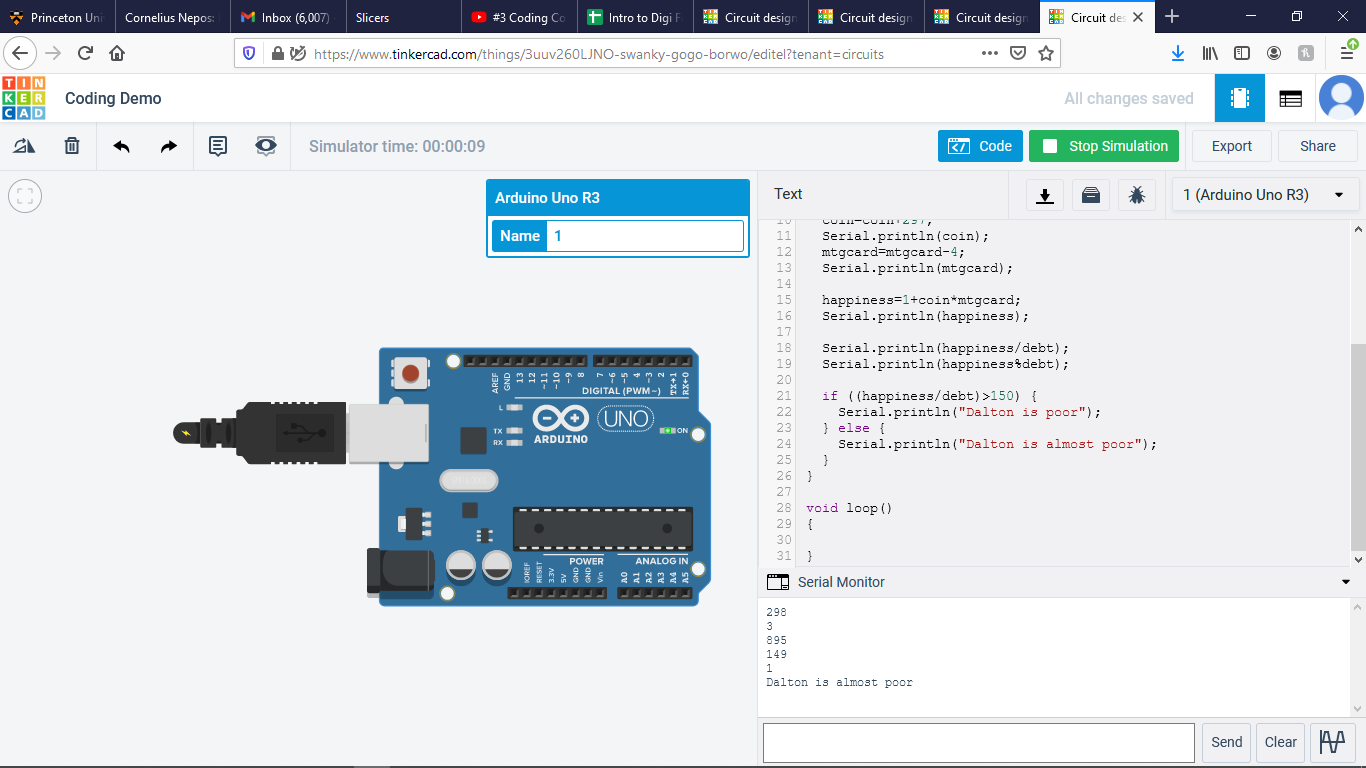 Princeton Uni
Cornelius Nepos:
Inbox (6,007)
Slicers
#3 Coding Co
Intro to Digi F
Circuit design
Circuit design
Circuit design
Circuit des
https://www.tinkercad.com/things/3uuv260LJNO-swanky-gogo-borwo/editel?tenant=circuits
TIN
KER
CAD
Coding Demo
All changes saved
Simulator time: 00:00:09
Code
Stop Simulation
Export
Share
Arduino Uno R3
Name 1
Text
1 (Arduino Uno R3)
10 coin=coin+297;
11 Serial.println(coin);
12 mtgcard=mtgcard-4;
13 Serial.println(mtgcard);
14
15 happiness=1+coin*mtgcard;
16 Serial.println(happiness);
17
18 Serial.println(happiness/debt);
19 Serial.println(happiness%debt);
20
21 if ((happiness/debt)>150) {
22 Serial.println("Dalton is poor");
23 } else {
24 Serial.println("Dalton is almost poor");
25 }
26 }
27
28 void loop()
29 {
30
31 }
AREF
GND
13
12
~11
~10
~9
8
7
~6
~5
4
~3
2
TX→1
RX←0
DIGITAL (PWM~)
L
TX
RX
ARDUINO
UNO
ON
POWER
ANALOG IN
IOREF
RESET
3.3V
5V
GND
GND
Vin
A0
A1
A2
A3
A4
A5
Serial Monitor
298
3
895
149
1
Dalton is almost poor
Send
Clear